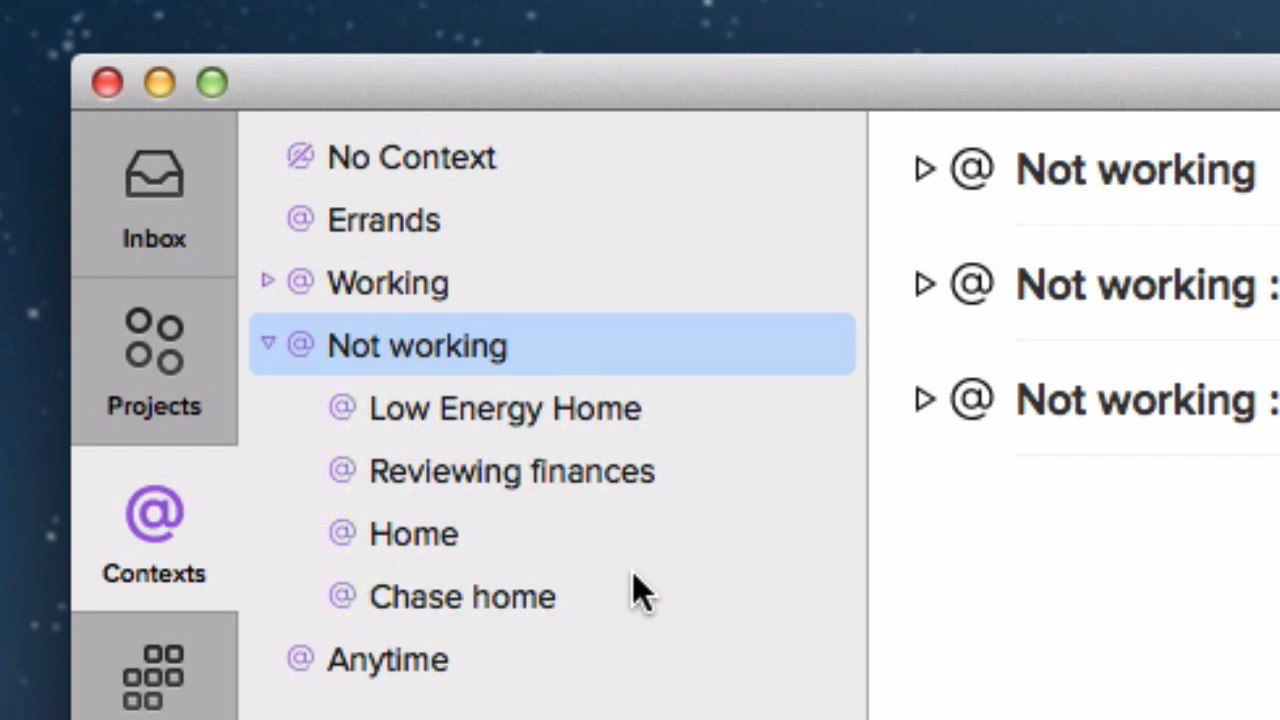 Inbox
Projects
Contexts
No Context
Errands
Working
Not working
Low Energy Home
Reviewing finances
Home
Chase home
Anytime
Not working
Not working :
Not working :